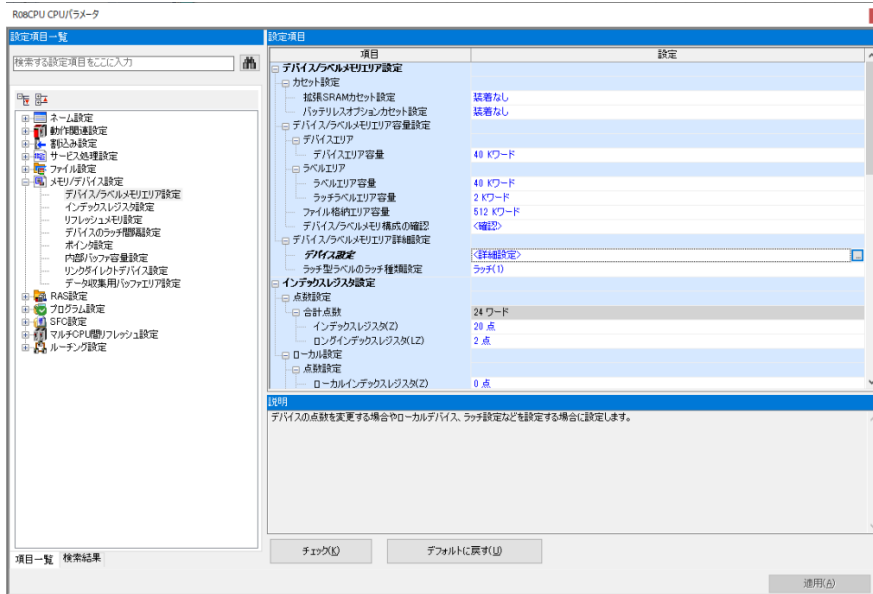 R08CPU CPUパラメータ
設定項目一覧
検索する設定項目をここに入力
ネーム設定
動作関連設定
割込み設定
サービス処理設定
ファイル設定
メモリ/デバイス設定
デバイス/ラベルメモリエリア設定
インデックスレジスタ設定
リフレッシュメモリ設定
デバイスのラッチ間隔設定
ポインタ設定
内部バッファ容量設定
リンクダイレクトデバイス設定
データ収集用バッファエリア設定
RAS設定
プログラム設定
SFC設定
マルチCPU間リフレッシュ設定
ルーチング設定
項目一覧 検索結果
設定項目
項目 設定
デバイス/ラベルメモリエリア設定
カセット設定
拡張SRAMカセット設定 装着なし
バッテリレスオプションカセット設定 装着なし
デバイス/ラベルメモリエリア容量設定
デバイスエリア
デバイスエリア容量 40 Kワード
ラベルエリア
ラベルエリア容量 40 Kワード
ラッチラベルエリア容量 2 Kワード
ファイル格納エリア容量 512 Kワード
デバイス/ラベルメモリ構成の確認 <確認>
デバイス/ラベルメモリエリア詳細設定
デバイス設定 <詳細設定> ...
ラッチ型ラベルのラッチ種類設定 ラッチ(1)
インデックスレジスタ設定
点数設定
合計点数 24 ワード
インデックスレジスタ(Z) 20 点
ロングインデックスレジスタ(LZ) 2 点
ローカル設定
点数設定
ローカルインデックスレジスタ(Z) 0 点
説明
デバイスの点数を変更する場合やローカルデバイス、ラッチ設定などを設定する場合に設定します。
チェック(K) デフォルトに戻す(U)
適用(A)